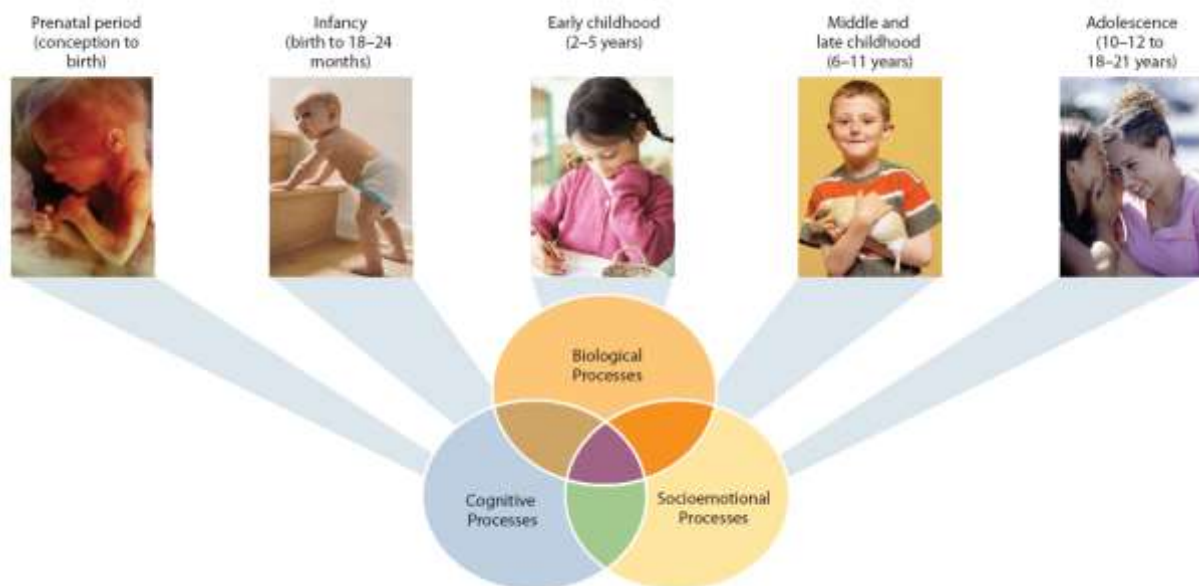 Prenatal period
(conception to
birth)
Infancy
(birth to 18–24
months)
Early childhood
(2–5 years)
Middle and
late childhood
(6–11 years)
Adolescence
(10–12 to
18–21 years)
Biological
Processes
Cognitive
Processes
Socioemotional
Processes